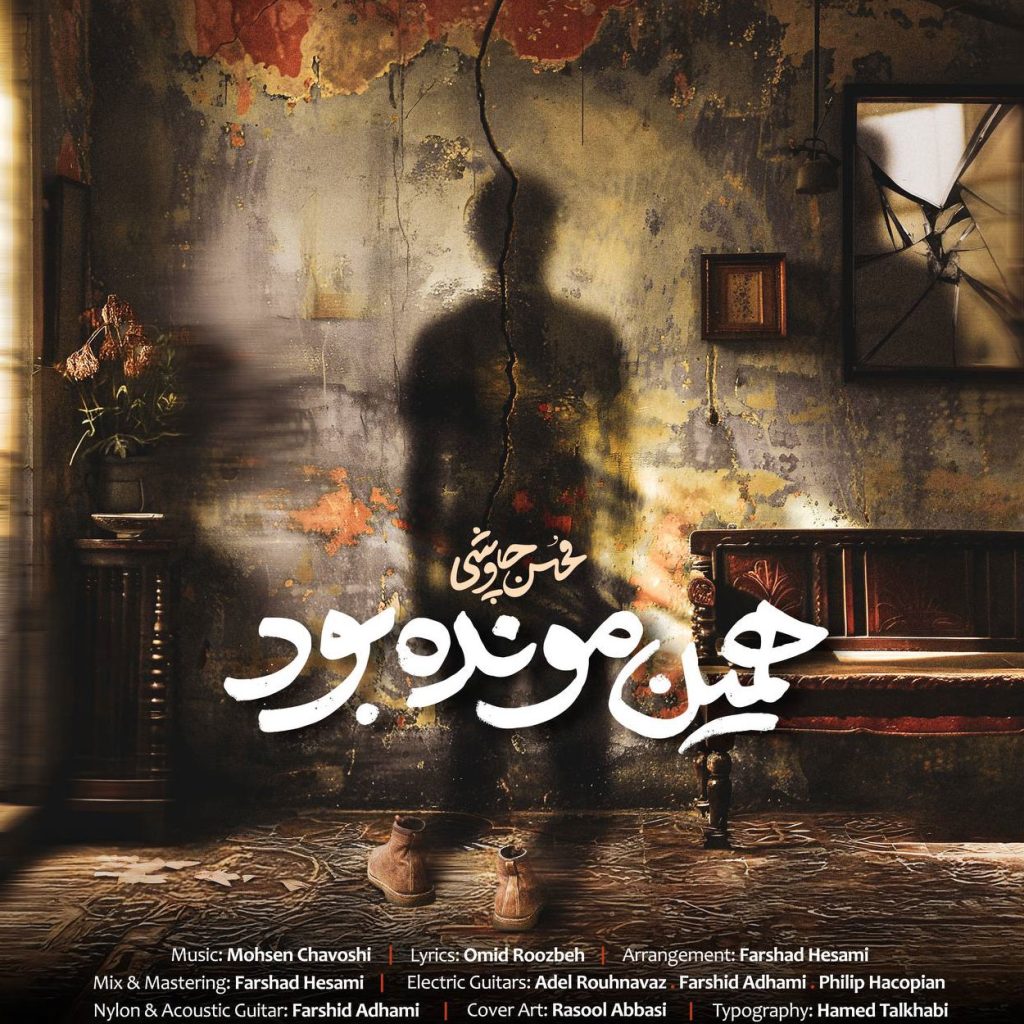 محسن چاوشی
همین مونده بود
Music: Mohsen Chavoshi | Lyrics: Omid Roozbeh | Arrangement: Farshad Hesami
Mix & Mastering: Farshad Hesami | Electric Guitars: Adel Rouhnavaz . Farshid Adhami . Philip Hacopian
Nylon & Acoustic Guitar: Farshid Adhami | Cover Art: Rasool Abbasi | Typography: Hamed Talkhabi